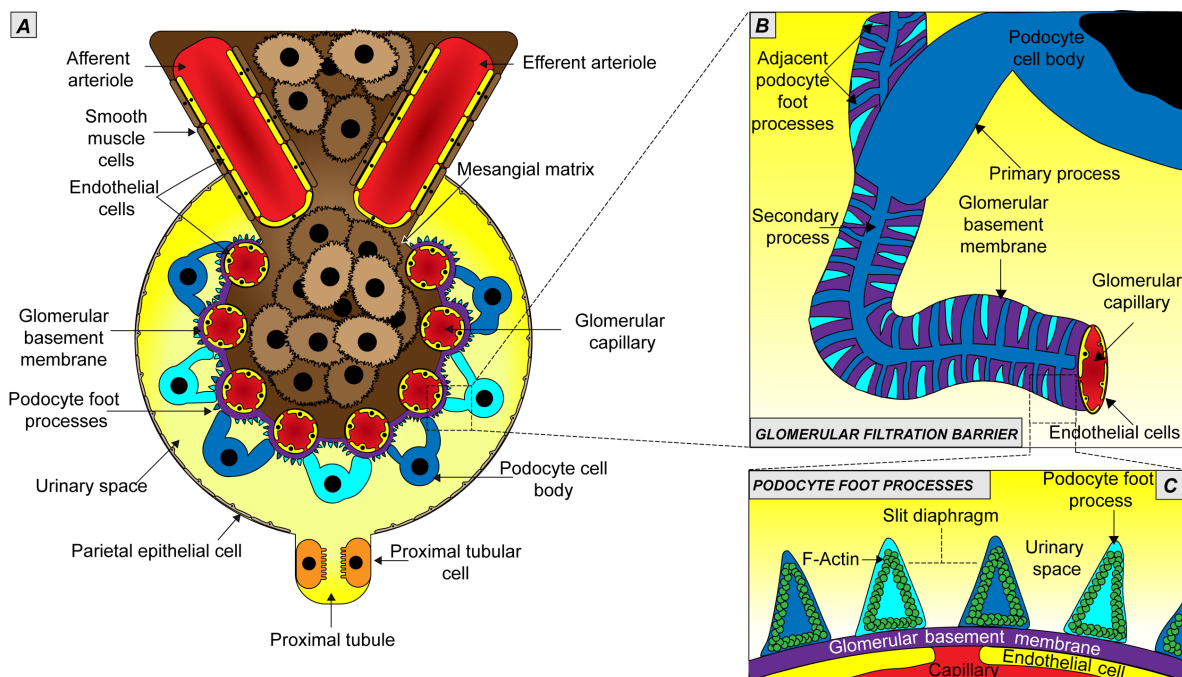 A
Afferent
arteriole
Efferent arteriole
Smooth
muscle
cells
Mesangial matrix
Endothelial
cells
Glomerular
basement
membrane
Glomerular
capillary
Podocyte foot
processes
Urinary space
Podocyte cell
body
Parietal epithelial cell
Proximal tubular
cell
Proximal tubule
B
Adjacent
podocyte
foot
processes
Podocyte
cell body
Primary process
Secondary
process
Glomerular
basement
membrane
Glomerular
capillary
GLOMERULAR FILTRATION BARRIER
Endothelial cells
PODOCYTE FOOT PROCESSES
C
Podocyte foot
process
Slit diaphragm
F-Actin
Urinary
space
Glomerular basement membrane
Endothelial cell
Capillary